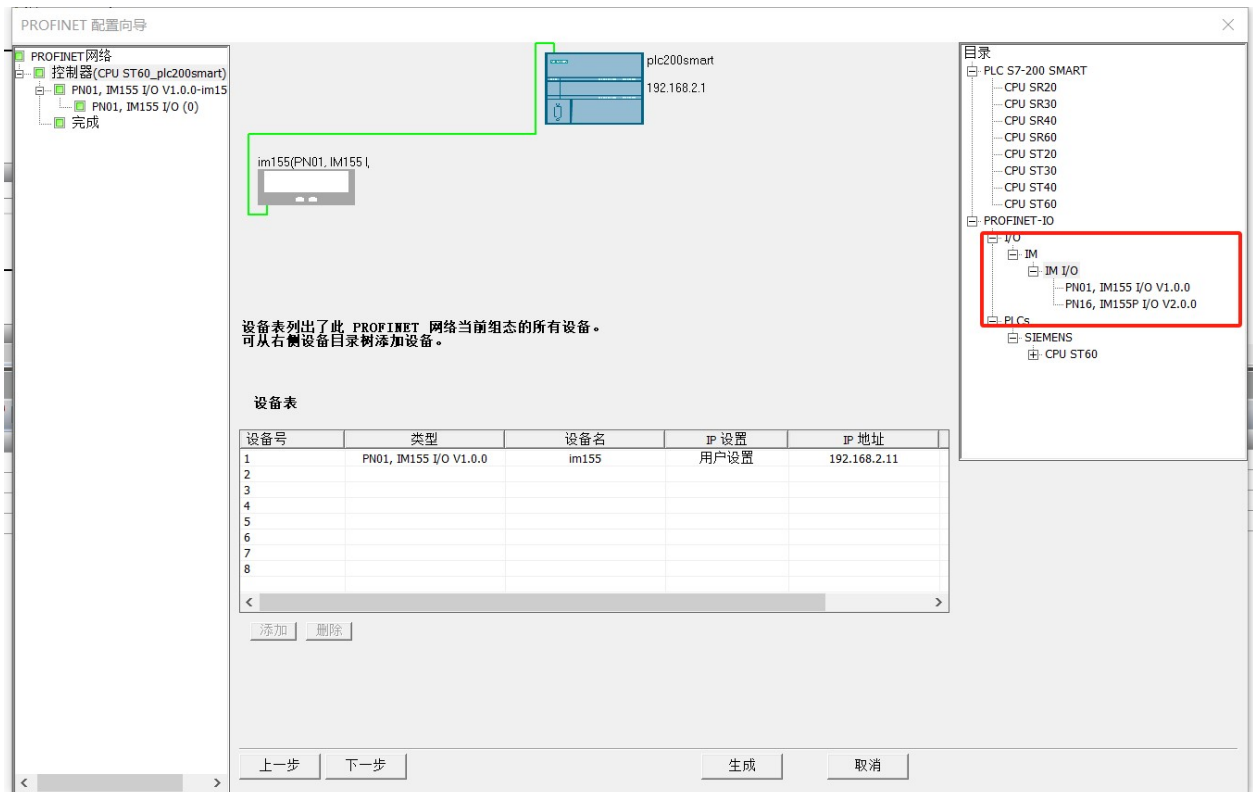 PROFINET 配置向导
PROFINET网络
控制器(CPU ST60_plc200smart)
PN01, IM155 I/O V1.0.0-im15
PN01, IM155 I/O (0)
完成
plc200smart
192.168.2.1
im155(PN01, IM155 I,
设备表列出了此 PROFINET 网络当前组态的所有设备。
可从右侧设备目录树添加设备。
设备表
设备号 类型 设备名 IP 设置 IP 地址
1 PN01, IM155 I/O V1.0.0 im155 用户设置 192.168.2.11
2
3
4
5
6
7
8
添加 删除
上一步 下一步 生成 取消
目录
PLC S7-200 SMART
CPU SR20
CPU SR30
CPU SR40
CPU SR60
CPU ST20
CPU ST30
CPU ST40
CPU ST60
PROFINET-IO
I/O
IM
IM I/O
PN01, IM155 I/O V1.0.0
PN16, IM155P I/O V2.0.0
PLCs
SIEMENS
CPU ST60